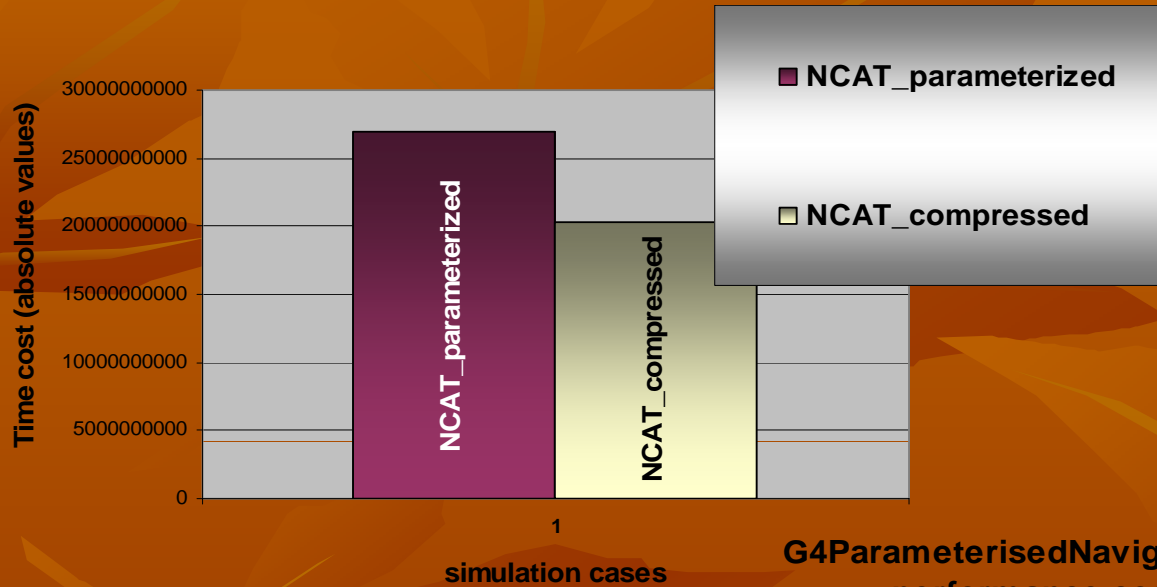 NCAT_parameterized
NCAT_compressed
Time cost (absolute values)
30000000000
25000000000
20000000000
15000000000
10000000000
5000000000
0
NCAT_parameterized
NCAT_compressed
1
simulation cases